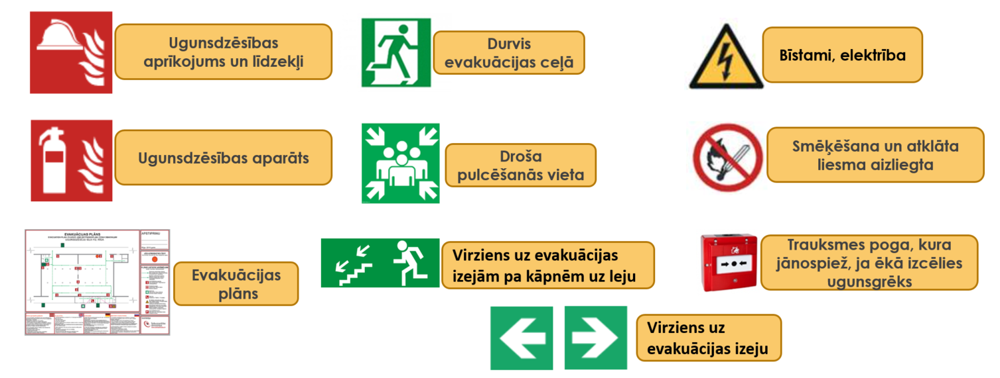 Ugunsdzēsības
aprīkojums un līdzekļi
Durvis
evakuācijas ceļā
Bīstami, elektrība
Ugunsdzēsības aparāts
Droša
pulcēšanās vieta
Smēķēšana un atklāta
liesma aizliegta
EVAKUĀCIJAS PLĀNS
APSTIPRINU
Evakuācijas
plāns
Virziens uz evakuācijas
izejām pa kāpnēm uz leju
Trauksmes poga, kura
jānospiež, ja ēkā izcēlies
ugunsgrēks
Virziens uz
evakuācijas izeju